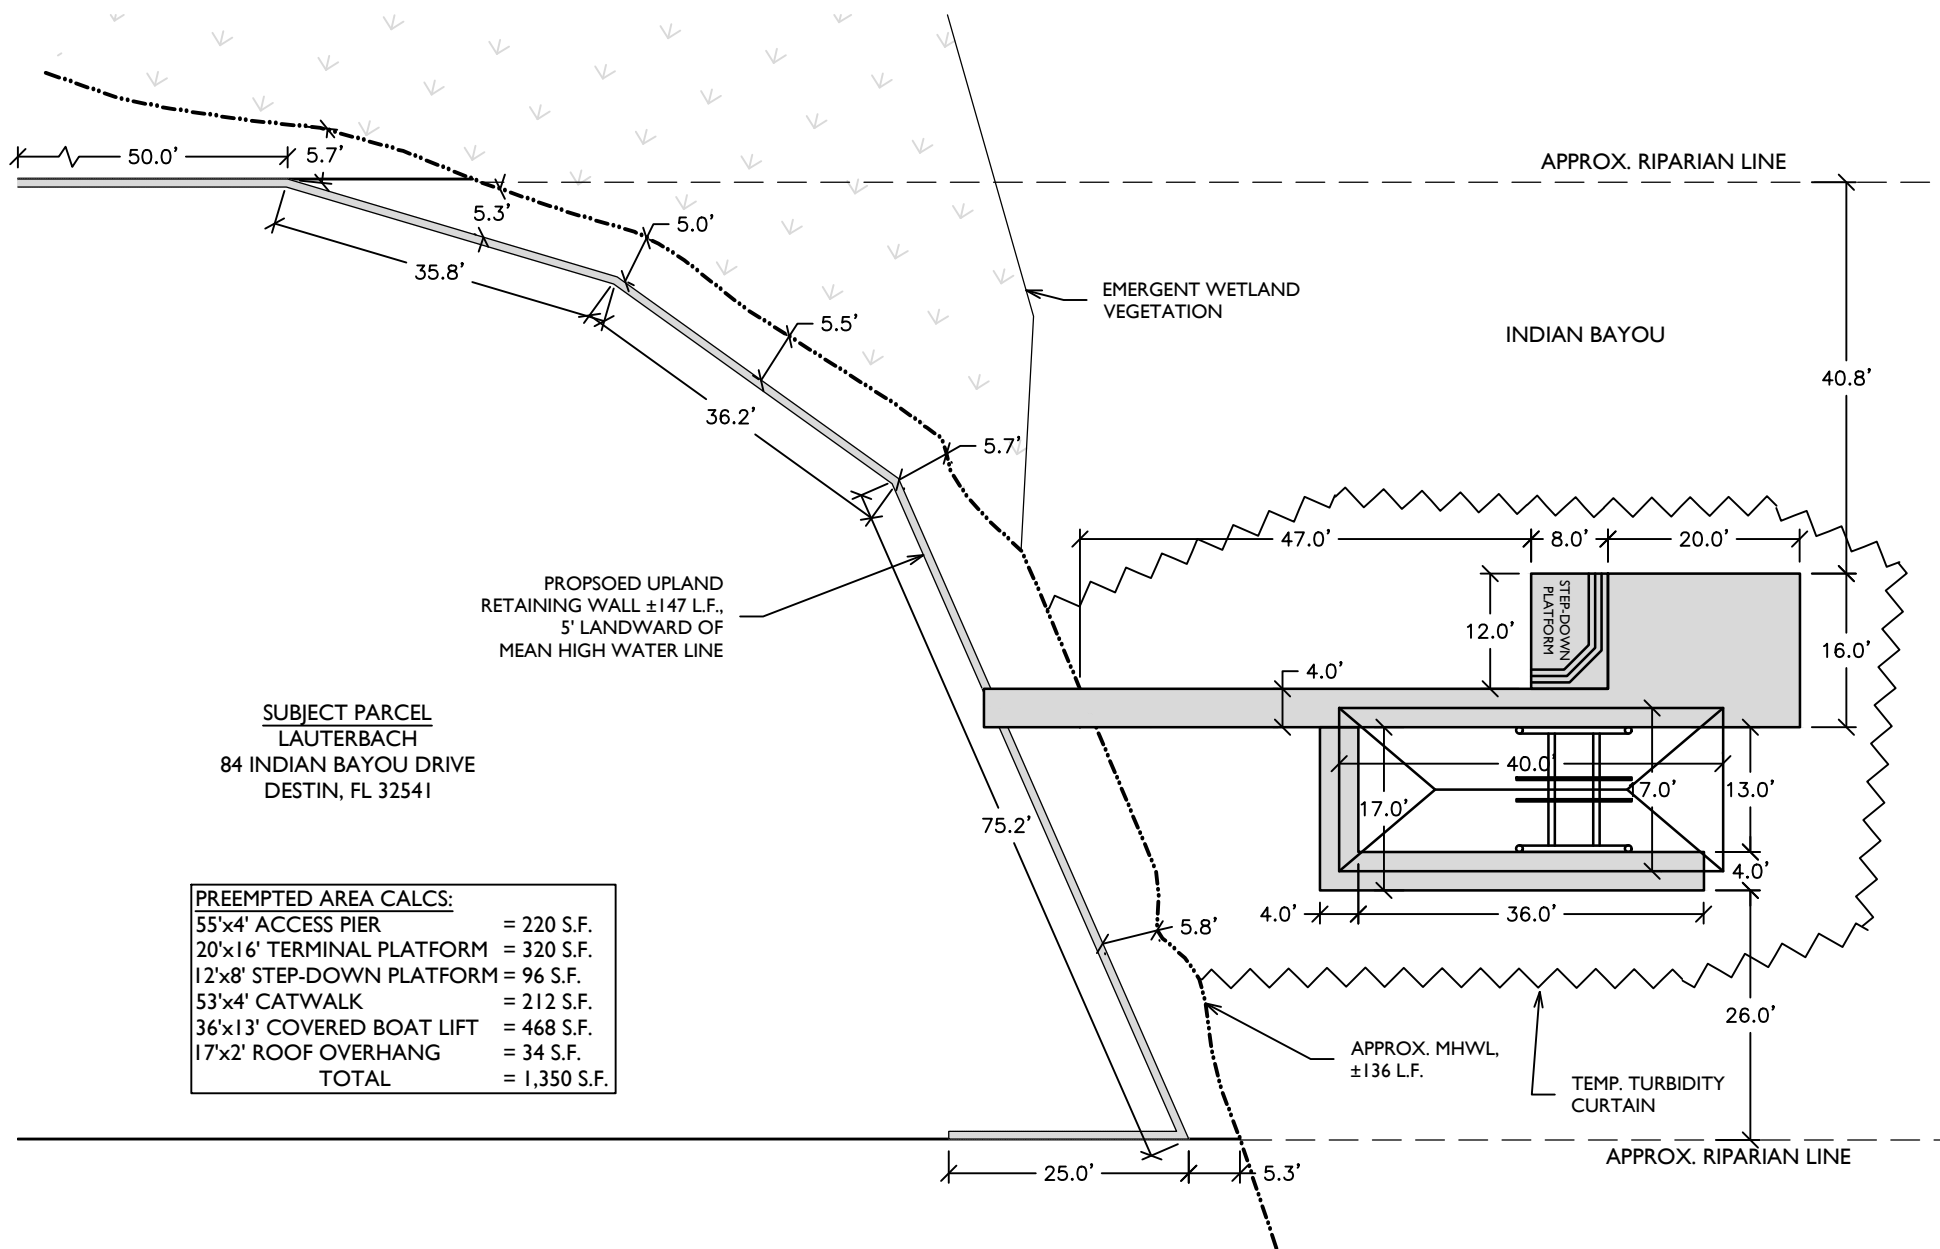 APPROX. RIPARIAN LINE
50.0'
5.7'
5.3'
5.0'
35.8'
EMERGENT WETLAND
VEGETATION
5.5'
INDIAN BAYOU
40.8'
36.2'
5.7'
47.0'
8.0'
20.0'
PROPSOED UPLAND
RETAINING WALL ±147 L.F.,
5' LANDWARD OF
MEAN HIGH WATER LINE
STEP-DOWN
PLATFORM
12.0'
16.0'
4.0'
SUBJECT PARCEL
LAUTERBACH
84 INDIAN BAYOU DRIVE
DESTIN, FL 32541
40.0'
17.0'
7.0'
13.0'
75.2'
4.0'
4.0'
36.0'
5.8'
PREEMPTED AREA CALCS:
55'x4' ACCESS PIER = 220 S.F.
20'x16' TERMINAL PLATFORM = 320 S.F.
12'x8' STEP-DOWN PLATFORM = 96 S.F.
53'x4' CATWALK = 212 S.F.
36'x13' COVERED BOAT LIFT = 468 S.F.
17'x2' ROOF OVERHANG = 34 S.F.
TOTAL = 1,350 S.F.
26.0'
APPROX. MHWL,
±136 L.F.
TEMP. TURBIDITY
CURTAIN
APPROX. RIPARIAN LINE
25.0'
5.3'